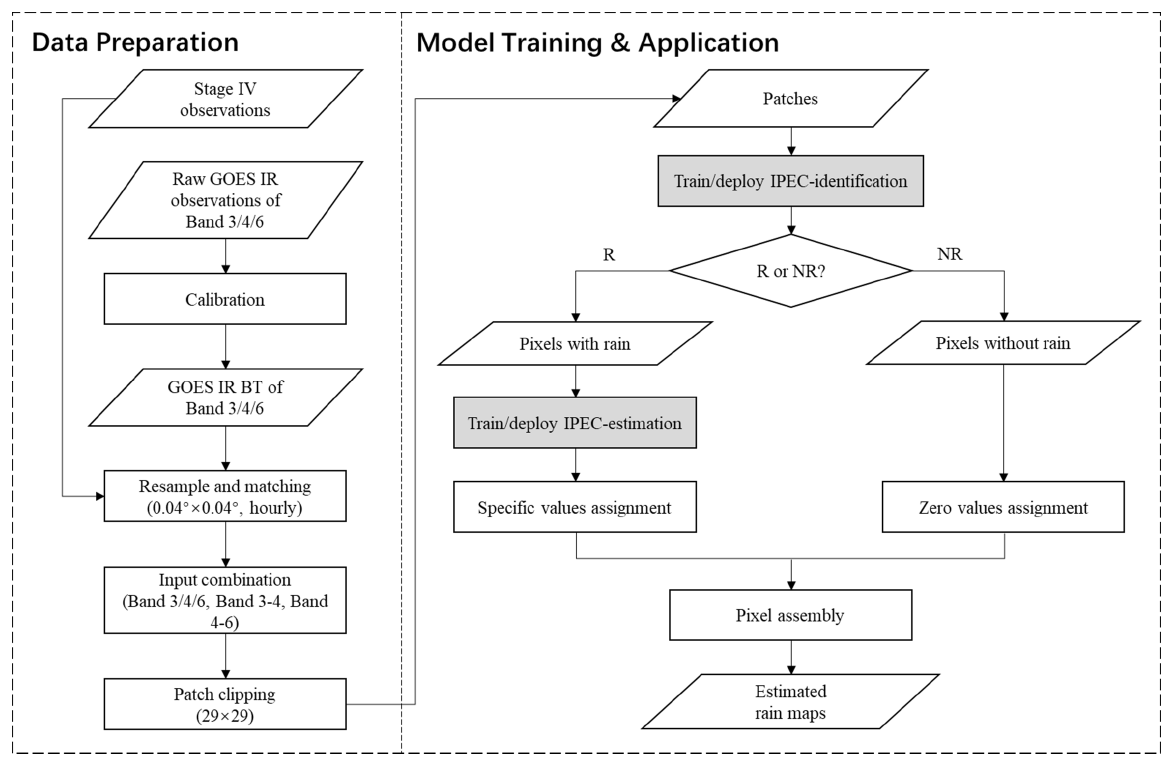 Data Preparation
Stage IV
observations
Raw GOES IR
observations of
Band 3/4/6
Calibration
GOES IR BT of
Band 3/4/6
Resample and matching
(0.04°×0.04°, hourly)
Input combination
(Band 3/4/6, Band 3-4, Band
4-6)
Patch clipping
(29×29)
Model Training & Application
Patches
Train/deploy IPEC-identification
R or NR?
R
NR
Pixels with rain
Pixels without rain
Train/deploy IPEC-estimation
Specific values assignment
Zero values assignment
Pixel assembly
Estimated
rain maps